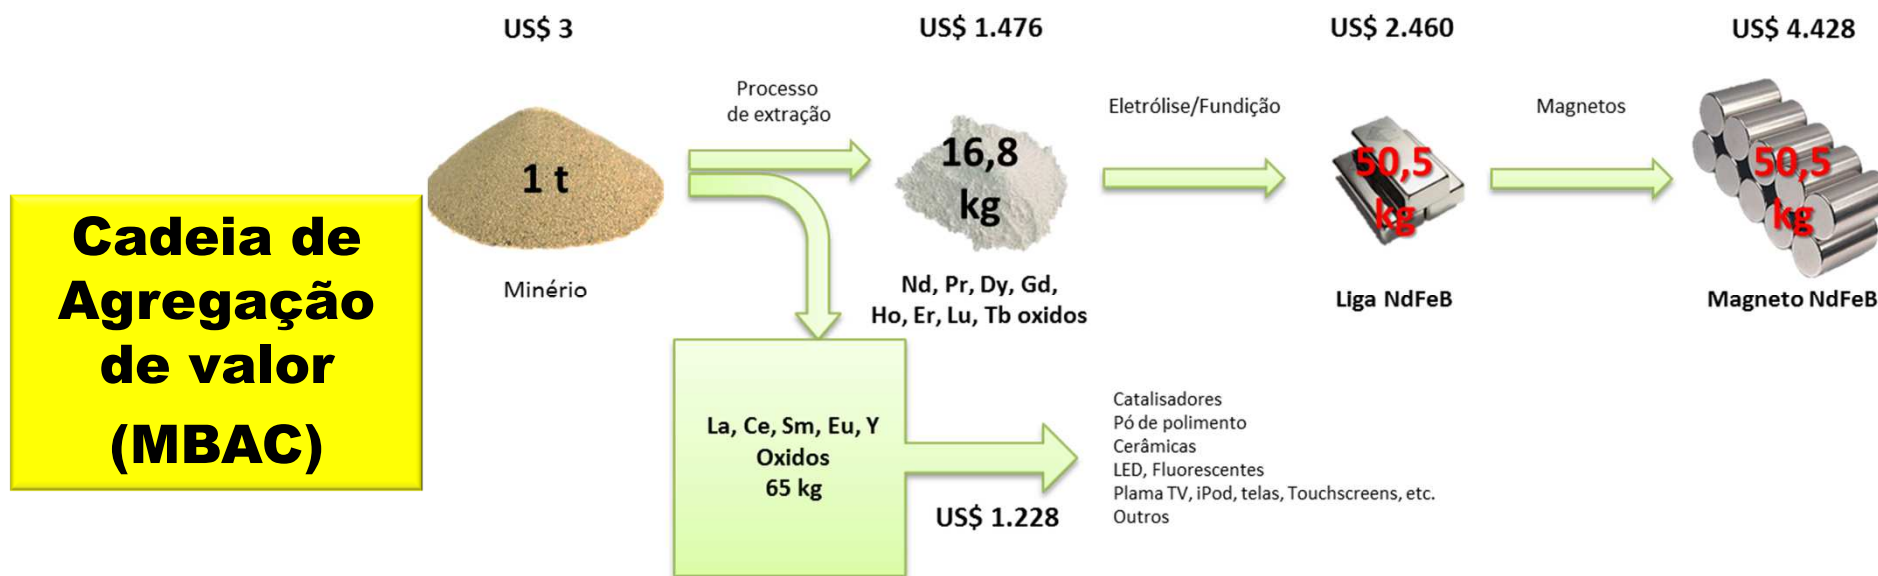 Cadeia de
Agregação
de valor
(MBAC)
US$ 3
1 t
Minério
Processo
de extração
US$ 1.476
16,8
kg
Nd, Pr, Dy, Gd,
Ho, Er, Lu, Tb oxidos
Eletrólise/Fundição
US$ 2.460
50,5
kg
Liga NdFeB
Magnetos
US$ 4.428
50,5
kg
Magneto NdFeB
La, Ce, Sm, Eu, Y
Oxidos
65 kg
US$ 1.228
Catalisadores
Pó de polimento
Cerâmicas
LED, Fluorescentes
Plama TV, iPod, telas, Touchscreens, etc.
Outros